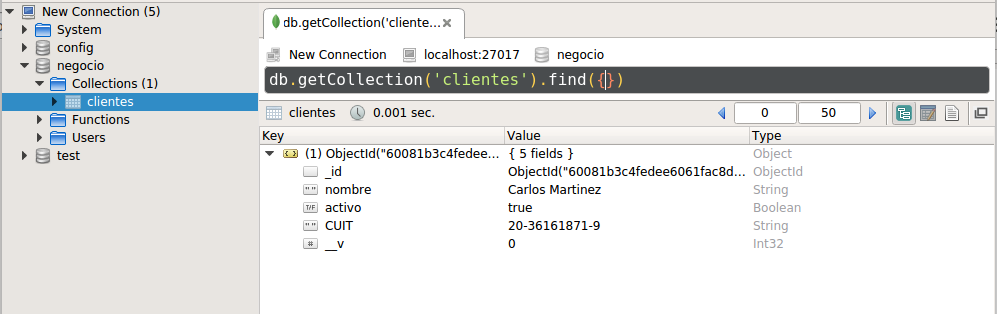 New Connection (5)
System
config
negocio
Collections (1)
clientes
Functions
Users
test
db.getCollection('cliente...
New Connection localhost:27017 negocio
db.getCollection('clientes').find({})
clientes 0.001 sec. 0 50
Key Value Type
(1) ObjectId("60081b3c4fedee... { 5 fields } Object
_id ObjectId("60081b3c4fedee6061fac8d... ObjectId
" " nombre Carlos Martinez String
T/F activo true Boolean
" " CUIT 20-36161871-9 String
# __v 0 Int32